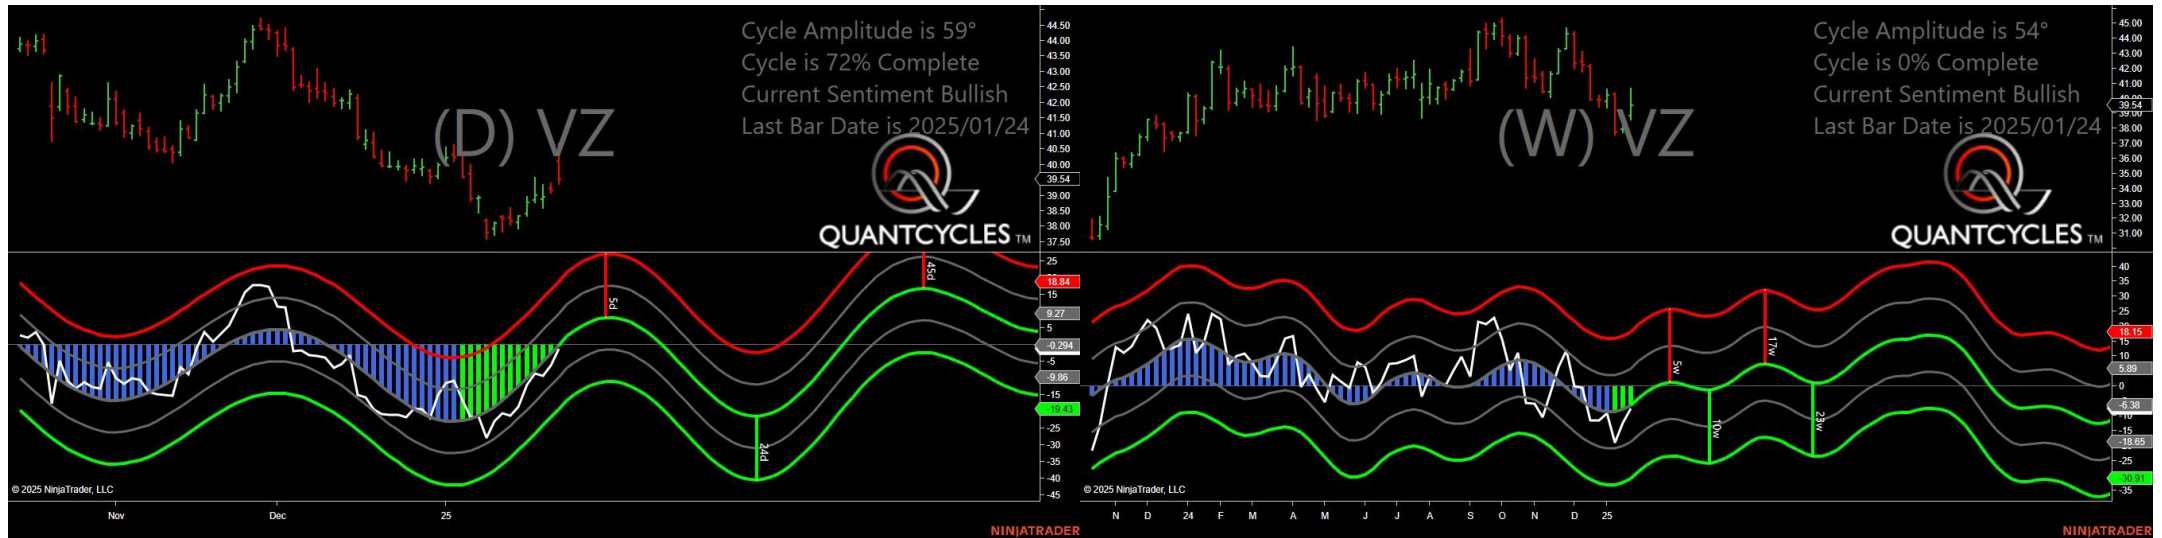 Cycle Amplitude is 59°
Cycle is 72% Complete
Current Sentiment Bullish
Last Bar Date is 2025/01/24
(D) VZ
QUANTCYCLES TM
44.50
44.00
43.50
43.00
42.50
42.00
41.50
41.00
40.50
40.00
39.54
39.00
38.50
38.00
37.50
25
18.84
15
9.27
5
-0.294
-5
-9.86
-15
-19.43
-25
-30
-35
-40
-45
5d
24d
45d
© 2025 NinjaTrader, LLC
Nov
Dec
25
NINJATRADER
Cycle Amplitude is 54°
Cycle is 0% Complete
Current Sentiment Bullish
Last Bar Date is 2025/01/24
(W) VZ
QUANTCYCLES TM
45.00
44.00
43.00
42.00
41.00
40.00
39.54
39.00
38.00
37.00
36.00
35.00
34.00
33.00
32.00
31.00
40
35
30
25
18.15
15
10
5.89
0
-6.38
-10
-15
-18.65
-25
-30.91
-35
5w
10w
17w
23w
© 2025 NinjaTrader, LLC
N
D
24
F
M
A
M
J
J
A
S
O
N
D
25
NINJATRADER